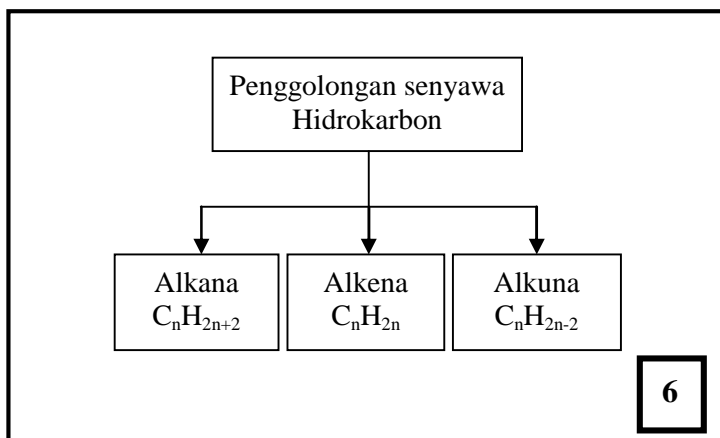 Penggolongan senyawa
Hidrokarbon
Alkana
CₙH₂ₙ₊₂
Alkena
CₙH₂ₙ
Alkuna
CₙH₂ₙ₋₂
6